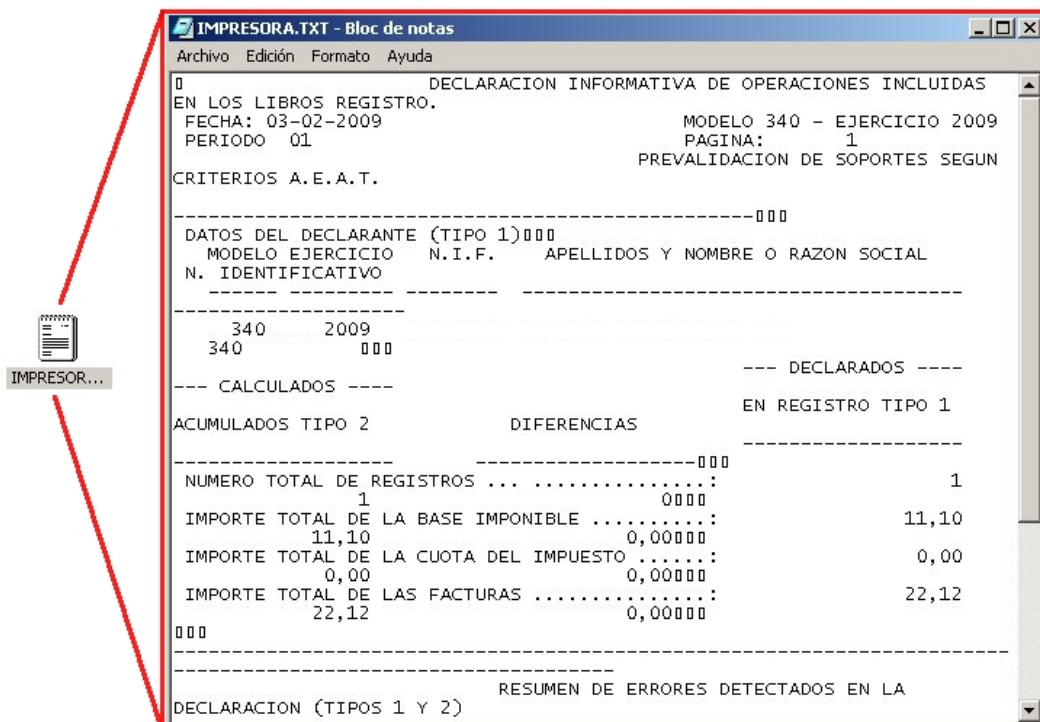 IMPRESORA.TXT - Bloc de notas
Archivo Edición Formato Ayuda
DECLARACION INFORMATIVA DE OPERACIONES INCLUIDAS
EN LOS LIBROS REGISTRO.
FECHA: 03-02-2009 MODELO 340 - EJERCICIO 2009
PERIODO 01 PAGINA: 1
PREVALIDACION DE SOPORTES SEGUN
CRITERIOS A.E.A.T.
-----------------------------------------------------▯▯▯
DATOS DEL DECLARANTE (TIPO 1)▯▯▯
MODELO EJERCICIO N.I.F. APELLIDOS Y NOMBRE O RAZON SOCIAL
N. IDENTIFICATIVO
------ --------- -------- ----------------------------------------
---------------------
340 2009
340 ▯▯▯
--- DECLARADOS ----
--- CALCULADOS ----
EN REGISTRO TIPO 1
ACUMULADOS TIPO 2 DIFERENCIAS
--------------------
-------------------- --------------------▯▯▯
NUMERO TOTAL DE REGISTROS ... ...............: 1
1 0▯▯▯
IMPORTE TOTAL DE LA BASE IMPONIBLE ..........: 11,10
11,10 0,00▯▯▯
IMPORTE TOTAL DE LA CUOTA DEL IMPUESTO ......: 0,00
0,00 0,00▯▯▯
IMPORTE TOTAL DE LAS FACTURAS ...............: 22,12
22,12 0,00▯▯▯
▯▯▯
----------------------------------------------------------------------------
----------------------------------------
RESUMEN DE ERRORES DETECTADOS EN LA
DECLARACION (TIPOS 1 Y 2)
IMPRESOR...